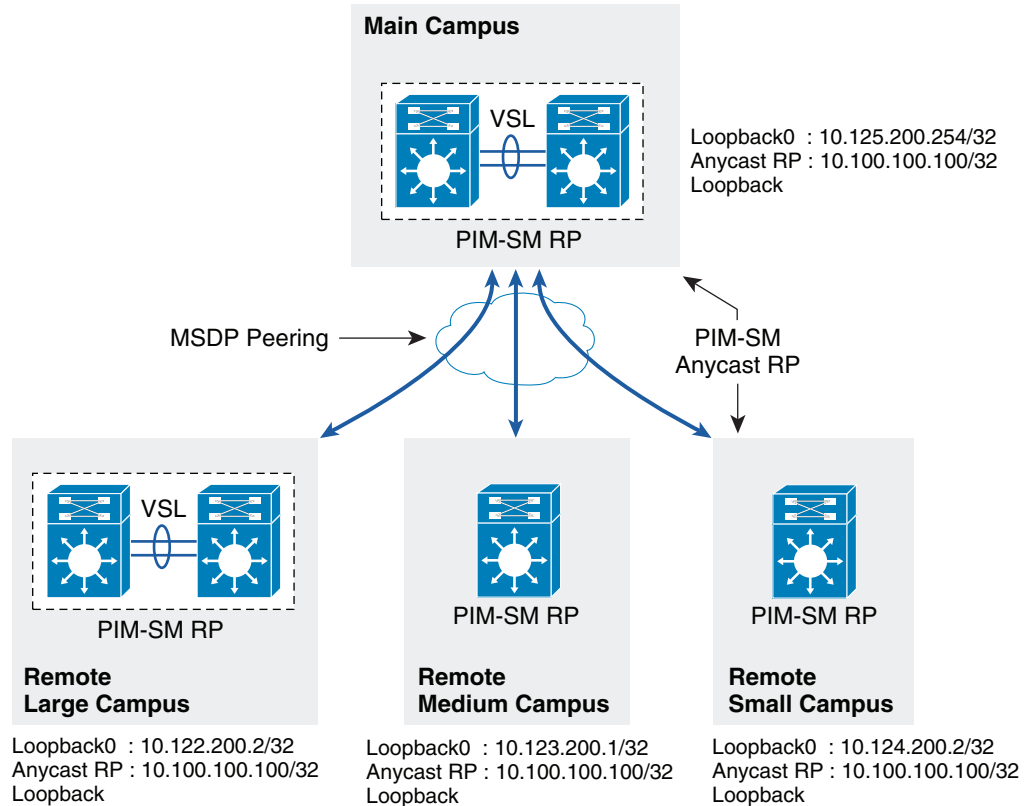 Main Campus
VSL
Loopback0 : 10.125.200.254/32
Anycast RP : 10.100.100.100/32
Loopback
PIM-SM RP
MSDP Peering
PIM-SM
Anycast RP
VSL
PIM-SM RP
Remote
Large Campus
PIM-SM RP
Remote
Medium Campus
PIM-SM RP
Remote
Small Campus
Loopback0 : 10.122.200.2/32
Anycast RP : 10.100.100.100/32
Loopback
Loopback0 : 10.123.200.1/32
Anycast RP : 10.100.100.100/32
Loopback
Loopback0 : 10.124.200.2/32
Anycast RP : 10.100.100.100/32
Loopback